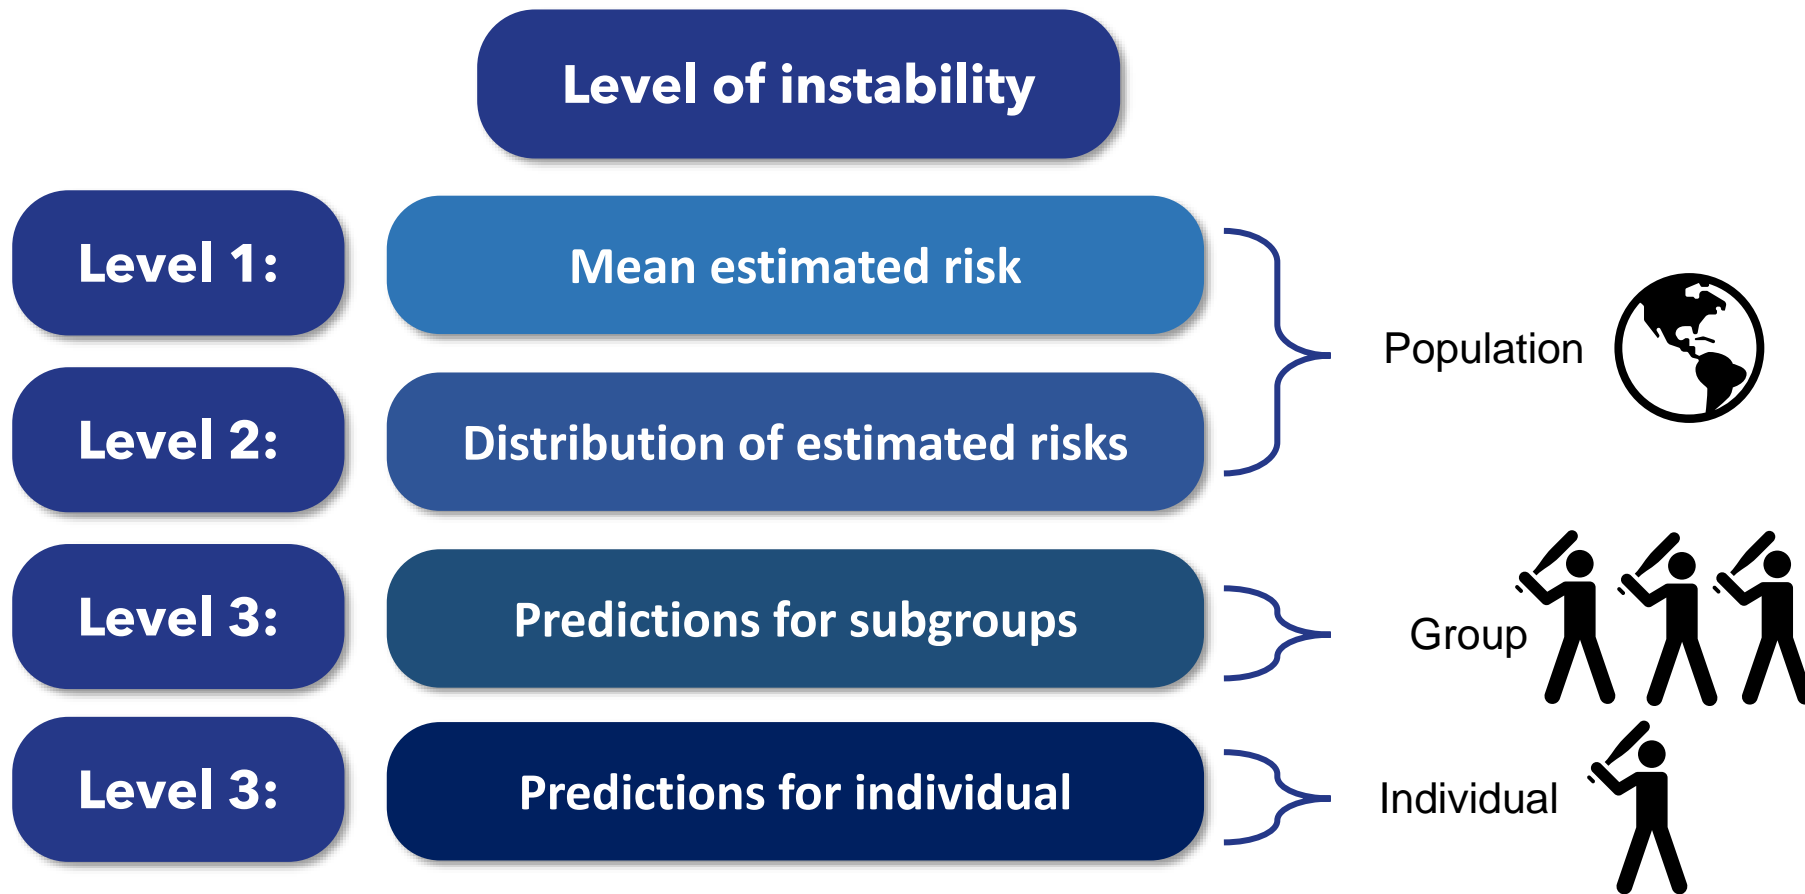 Level of instability
Level 1:
Mean estimated risk
Population
Level 2:
Distribution of estimated risks
Level 3:
Predictions for subgroups
Group
Level 3:
Predictions for individual
Individual